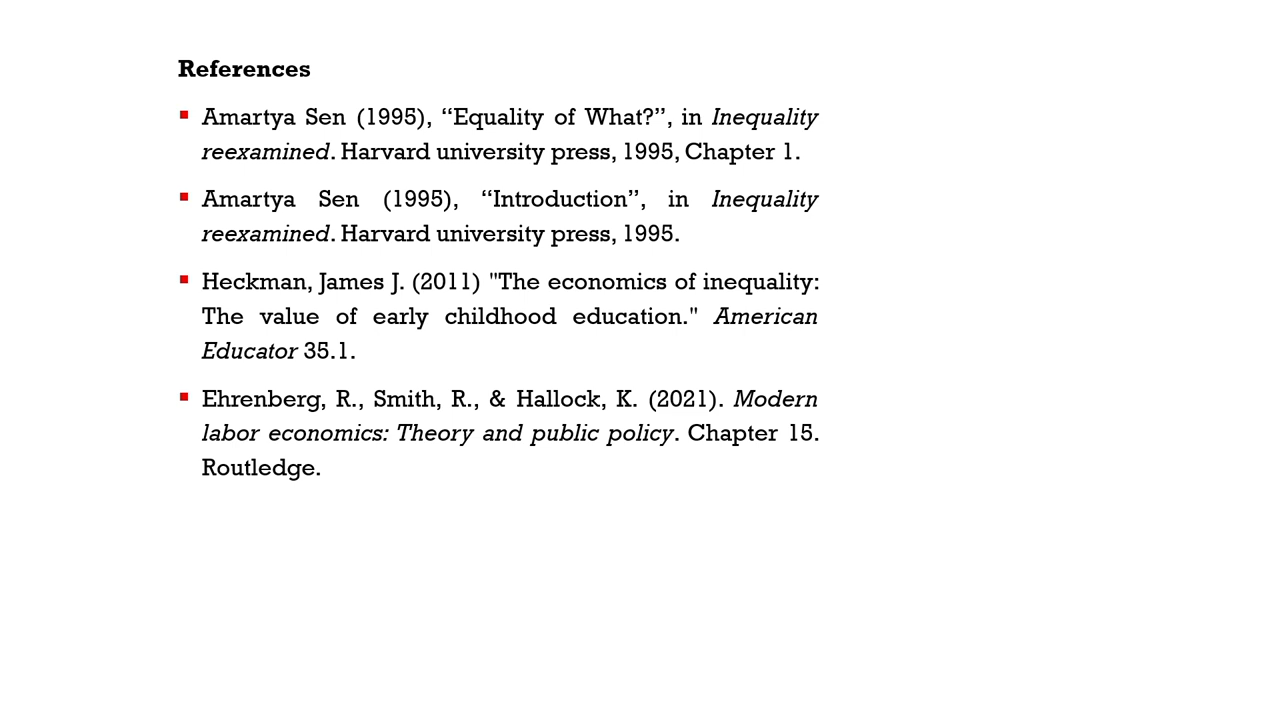 References
▪ Amartya Sen (1995), “Equality of What?”, in Inequality
reexamined. Harvard university press, 1995, Chapter 1.
▪ Amartya Sen (1995), “Introduction”, in Inequality
reexamined. Harvard university press, 1995.
▪ Heckman, James J. (2011) "The economics of inequality:
The value of early childhood education." American
Educator 35.1.
▪ Ehrenberg, R., Smith, R., & Hallock, K. (2021). Modern
labor economics: Theory and public policy. Chapter 15.
Routledge.